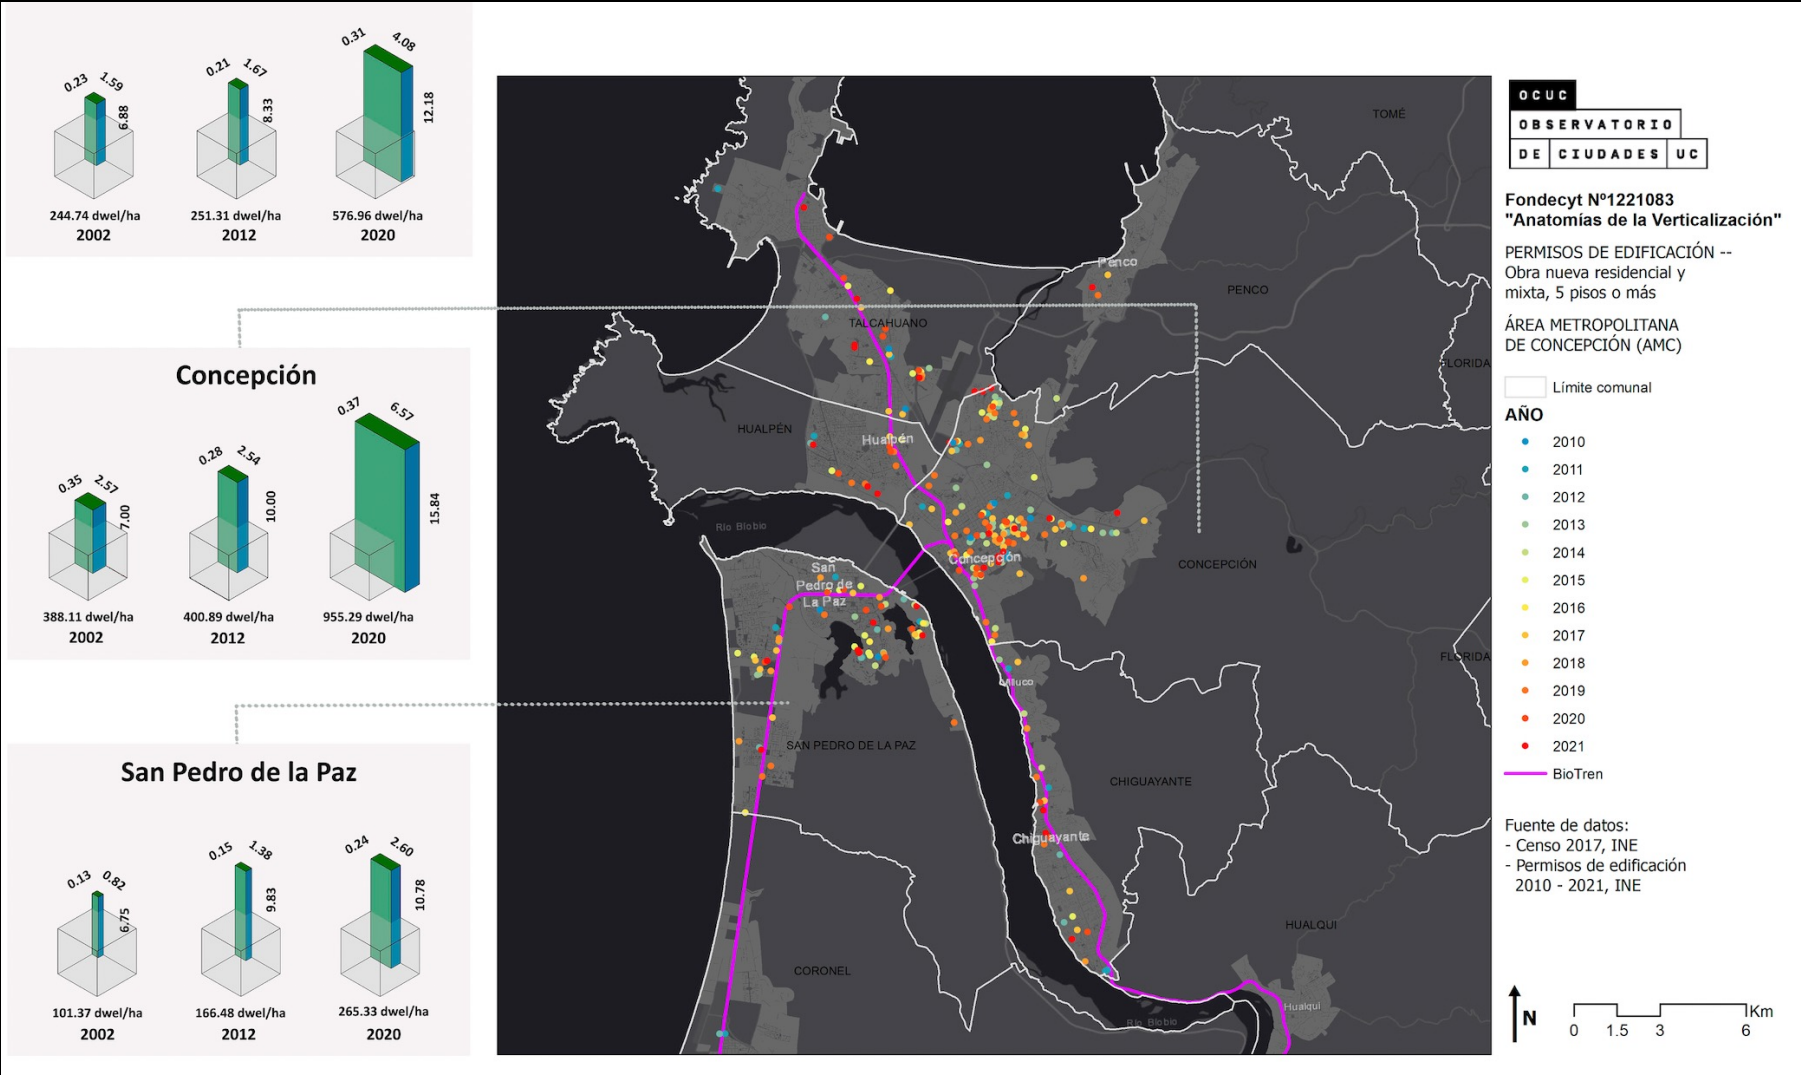 0.23 1.59
6.88
244.74 dwel/ha
2002
0.21 1.67
8.33
251.31 dwel/ha
2012
0.31 4.08
12.18
576.96 dwel/ha
2020
Concepción
0.35 2.57
7.00
388.11 dwel/ha
2002
0.28 2.54
10.00
400.89 dwel/ha
2012
0.37 6.57
15.84
955.29 dwel/ha
2020
San Pedro de la Paz
0.13 0.82
6.75
101.37 dwel/ha
2002
0.15 1.38
9.83
166.48 dwel/ha
2012
0.24 2.60
10.78
265.33 dwel/ha
2020
TOMÉ
Penco
PENCO
TALCAHUANO
FLORIDA
HUALPÉN
Hualpén
Río Biobio
Concepción
CONCEPCIÓN
San
Pedro de
La Paz
FLORIDA
SAN PEDRO DE LA PAZ
CHIGUAYANTE
Chiguayante
HUALQUI
CORONEL
Hualqui
Río Biobio
OCUC
OBSERVATORIO
DE CIUDADES UC
Fondecyt Nº1221083
"Anatomías de la Verticalización"
PERMISOS DE EDIFICACIÓN --
Obra nueva residencial y
mixta, 5 pisos o más
ÁREA METROPOLITANA
DE CONCEPCIÓN (AMC)
Límite comunal
AÑO
2010
2011
2012
2013
2014
2015
2016
2017
2018
2019
2020
2021
BioTren
Fuente de datos:
- Censo 2017, INE
- Permisos de edificación
2010 - 2021, INE
N
Km
0 1.5 3 6